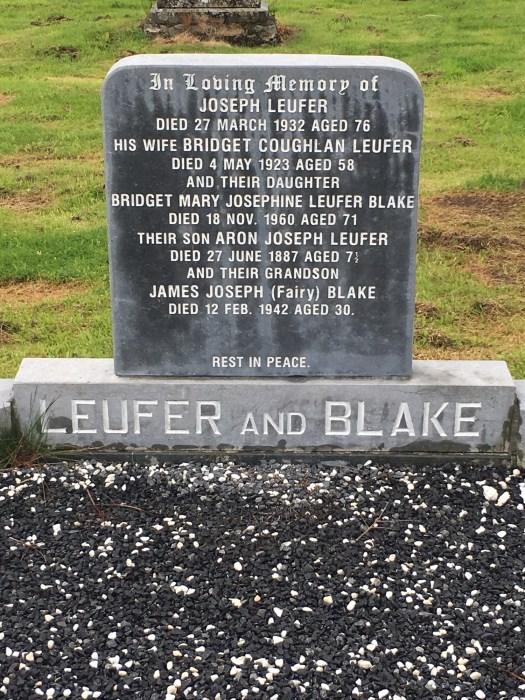 In Loving Memory of
JOSEPH LEUFER
DIED 27 MARCH 1932 AGED 76
HIS WIFE BRIDGET COUGHLAN LEUFER
DIED 4 MAY 1923 AGED 58
AND THEIR DAUGHTER
BRIDGET MARY JOSEPHINE LEUFER BLAKE
DIED 18 NOV. 1960 AGED 71
THEIR SON ARON JOSEPH LEUFER
DIED 27 JUNE 1887 AGED 7½
AND THEIR GRANDSON
JAMES JOSEPH (Fairy) BLAKE
DIED 12 FEB. 1942 AGED 30.
REST IN PEACE.
LEUFER AND BLAKE